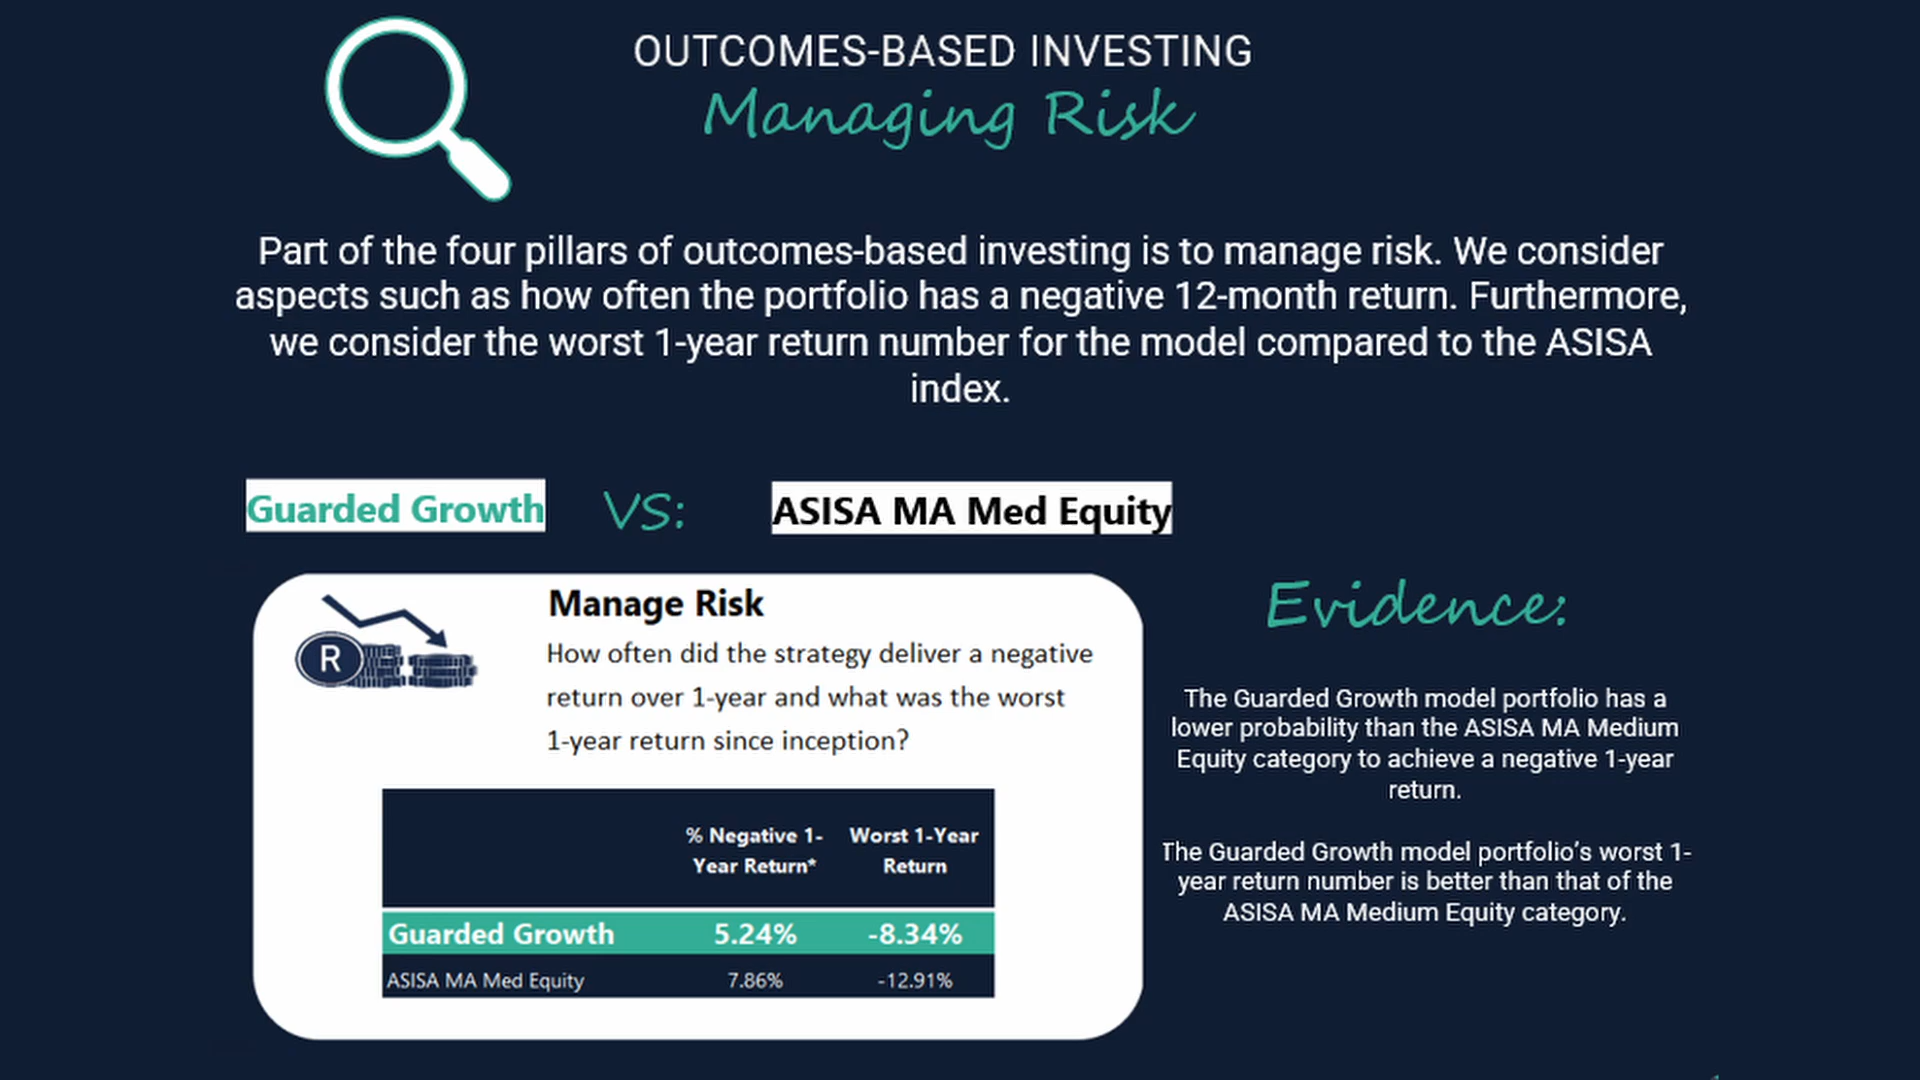 OUTCOMES-BASED INVESTING
Managing Risk
Part of the four pillars of outcomes-based investing is to manage risk. We consider
aspects such as how often the portfolio has a negative 12-month return. Furthermore,
we consider the worst 1-year return number for the model compared to the ASISA
index.
Guarded Growth VS: ASISA MA Med Equity
Manage Risk
How often did the strategy deliver a negative
return over 1-year and what was the worst
1-year return since inception?
R
% Negative 1-
Year Return*
Worst 1-Year
Return
Guarded Growth 5.24% -8.34%
ASISA MA Med Equity 7.86% -12.91%
Evidence:
The Guarded Growth model portfolio has a
lower probability than the ASISA MA Medium
Equity category to achieve a negative 1-year
return.
The Guarded Growth model portfolio's worst 1-
year return number is better than that of the
ASISA MA Medium Equity category.